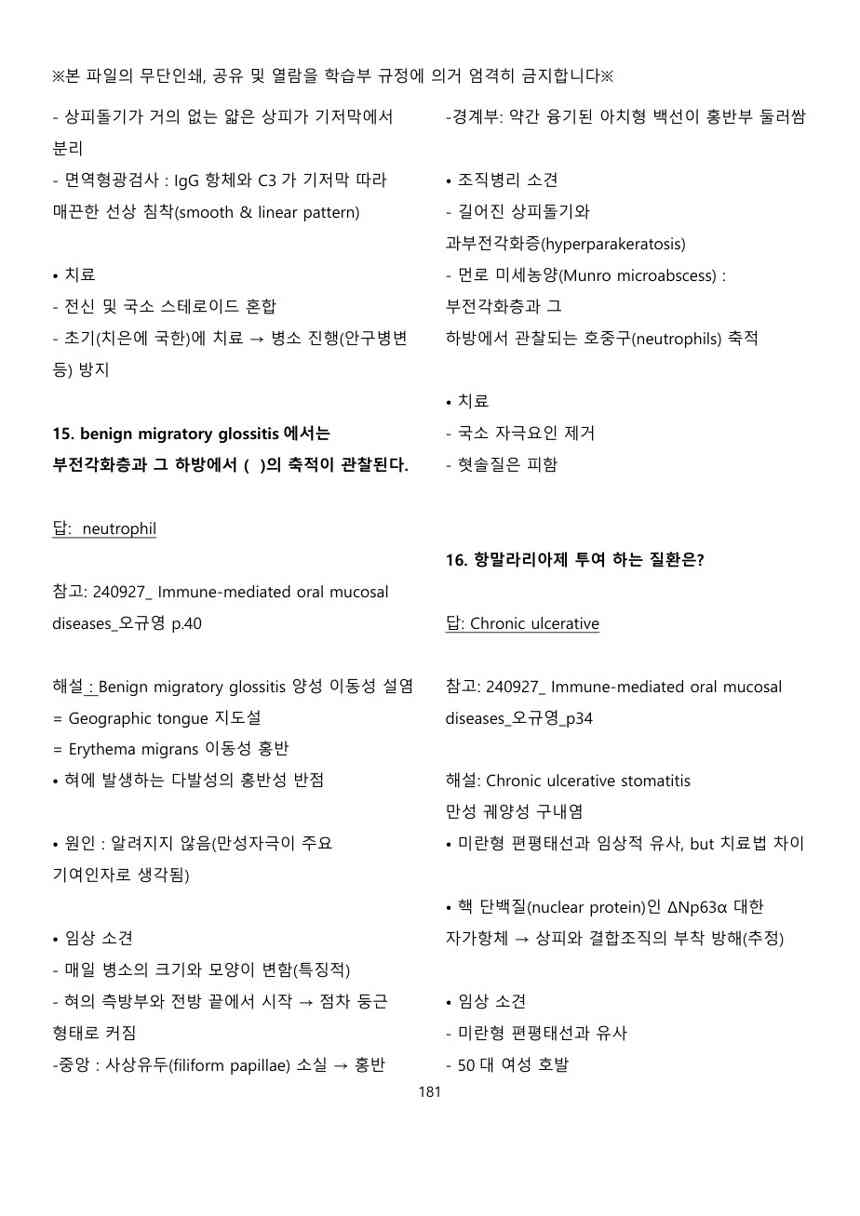 ※본 파일의 무단인쇄, 공유 및 열람을 학습부 규정에 의거 엄격히 금지합니다※
- 상피돌기가 거의 없는 얇은 상피가 기저막에서
분리
- 면역형광검사 : IgG 항체와 C3 가 기저막 따라
매끈한 선상 침착(smooth & linear pattern)
• 치료
- 전신 및 국소 스테로이드 혼합
- 초기(치은에 국한)에 치료 → 병소 진행(안구병변
등) 방지
15. benign migratory glossitis 에서는
부전각화층과 그 하방에서 ( )의 축적이 관찰된다.
답: neutrophil
참고: 240927_ Immune-mediated oral mucosal
diseases_오규영 p.40
해설 : Benign migratory glossitis 양성 이동성 설염
= Geographic tongue 지도설
= Erythema migrans 이동성 홍반
• 혀에 발생하는 다발성의 홍반성 반점
• 원인 : 알려지지 않음(만성자극이 주요
기여인자로 생각됨)
• 임상 소견
- 매일 병소의 크기와 모양이 변함(특징적)
- 혀의 측방부와 전방 끝에서 시작 → 점차 둥근
형태로 커짐
-중앙 : 사상유두(filiform papillae) 소실 → 홍반
-경계부: 약간 융기된 아치형 백선이 홍반부 둘러쌈
• 조직병리 소견
- 길어진 상피돌기와
과부전각화증(hyperparakeratosis)
- 먼로 미세농양(Munro microabscess) :
부전각화층과 그
하방에서 관찰되는 호중구(neutrophils) 축적
• 치료
- 국소 자극요인 제거
- 혓솔질은 피함
16. 항말라리아제 투여 하는 질환은?
답: Chronic ulcerative
참고: 240927_ Immune-mediated oral mucosal
diseases_오규영_p34
해설: Chronic ulcerative stomatitis
만성 궤양성 구내염
• 미란형 편평태선과 임상적 유사, but 치료법 차이
• 핵 단백질(nuclear protein)인 ΔNp63α 대한
자가항체 → 상피와 결합조직의 부착 방해(추정)
• 임상 소견
- 미란형 편평태선과 유사
- 50 대 여성 호발
181